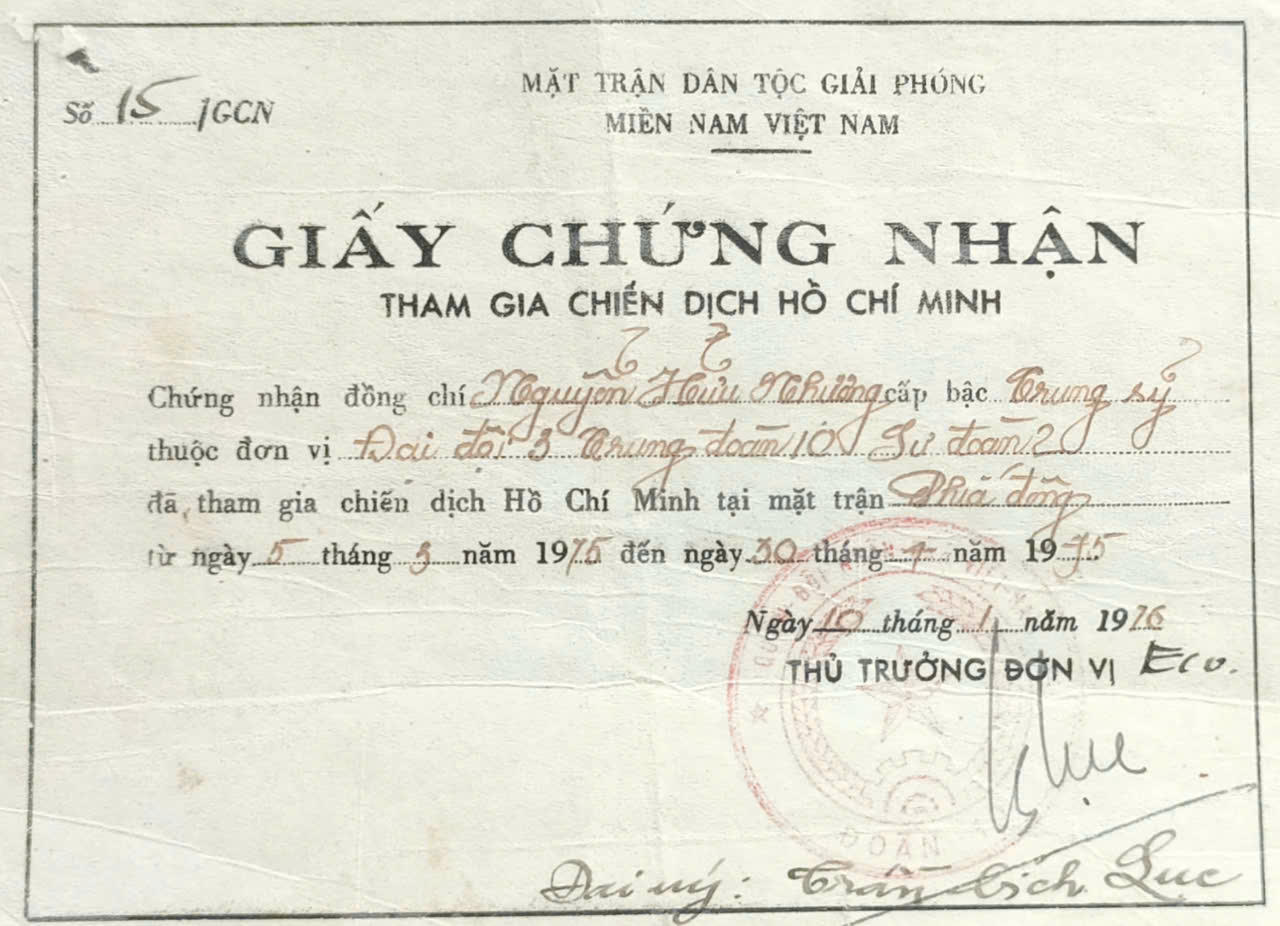 Số 15 /GCN
MẶT TRẬN DÂN TỘC GIẢI PHÓNG
MIỀN NAM VIỆT NAM
GIẤY CHỨNG NHẬN
THAM GIA CHIẾN DỊCH HỒ CHÍ MINH
Chứng nhận đồng chí Nguyễn Hữu Nhường cấp bậc Trung sỹ
thuộc đơn vị Đại đội 3 Trung đoàn 10 Sư đoàn 2
đã tham gia chiến dịch Hồ Chí Minh tại mặt trận Phía đông
từ ngày 5 tháng 3 năm 1975 đến ngày 30 tháng 4 năm 1975
Ngày 10 tháng 1 năm 1976
THỦ TRƯỞNG ĐƠN VỊ
ĐOÀN
Đại uý: Trần Bích Lục